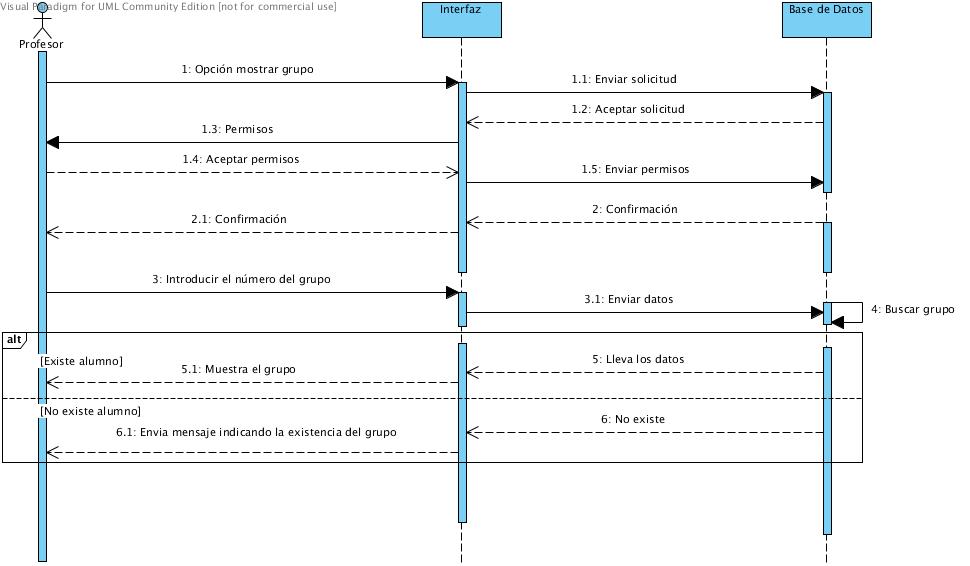 Visual Paradigm for UML Community Edition [not for commercial use]
Interfaz
Base de Datos
Profesor
1: Opción mostrar grupo
1.1: Enviar solicitud
1.2: Aceptar solicitud
1.3: Permisos
1.4: Aceptar permisos
1.5: Enviar permisos
2: Confirmación
2.1: Confirmación
3: Introducir el número del grupo
3.1: Enviar datos
4: Buscar grupo
alt
[Existe alumno]
5: Lleva los datos
5.1: Muestra el grupo
[No existe alumno]
6: No existe
6.1: Envia mensaje indicando la existencia del grupo